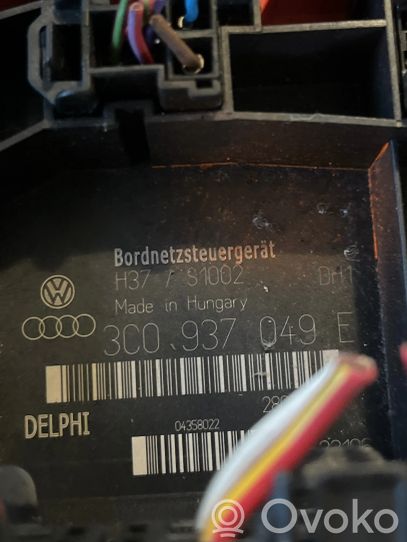 Bordnetzsteuergerät
H37 / S1002 DH1
Made in Hungary
3C0 937 049 E
DELPHI 04358022
Ovoko